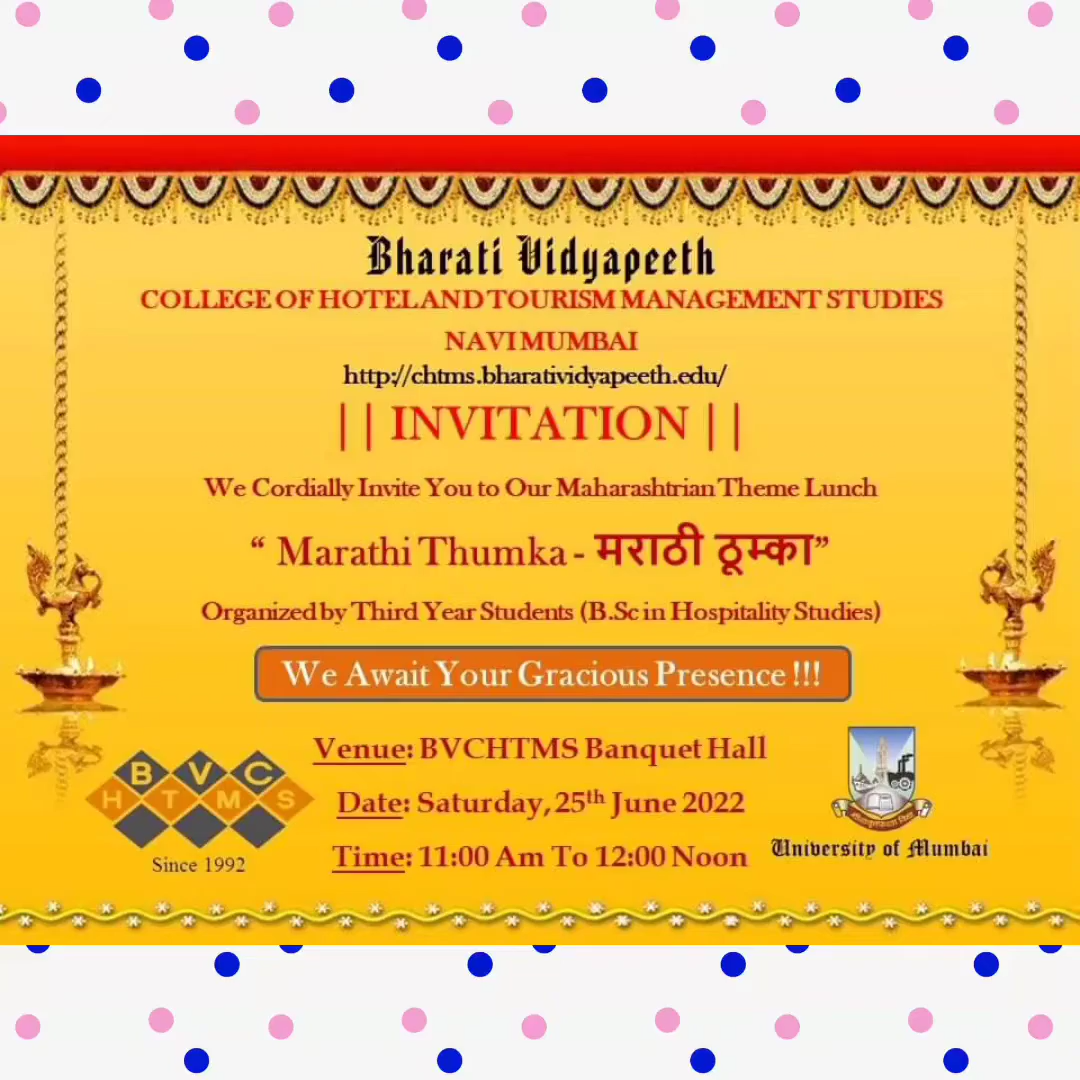 Bharati Vidyapeeth
COLLEGE OF HOTEL AND TOURISM MANAGEMENT STUDIES
NAVI MUMBAI
http://chtms.bharatividyapeeth.edu/
|| INVITATION ||
We Cordially Invite You to Our Maharashtrian Theme Lunch
“ Marathi Thumka - मराठी ठूम्का”
Organized by Third Year Students (B.Sc in Hospitality Studies)
We Await Your Gracious Presence !!!
Venue: BVCHTMS Banquet Hall
Date: Saturday, 25th June 2022
Time: 11:00 Am To 12:00 Noon
BVC
HTMS
Since 1992
University of Mumbai